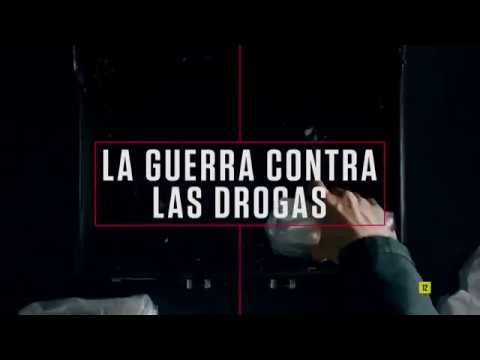 LA GUERRA CONTRA
LAS DROGAS
12